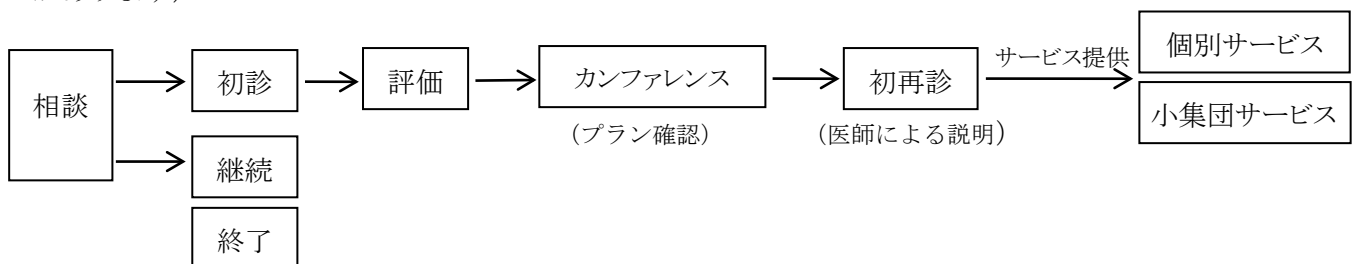 相談
初診
評価
カンファレンス
(プラン確認)
初再診
(医師による説明)
サービス提供
個別サービス
小集団サービス
継続
終了